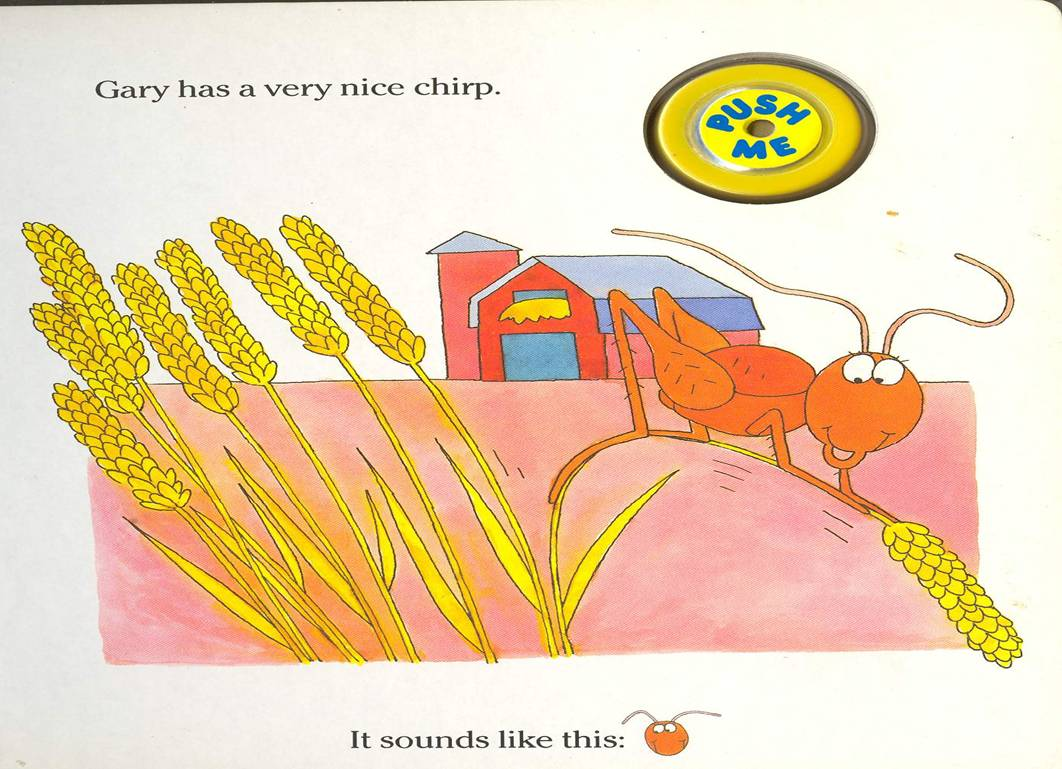 Gary has a very nice chirp.
PUSH
ME
It sounds like this: